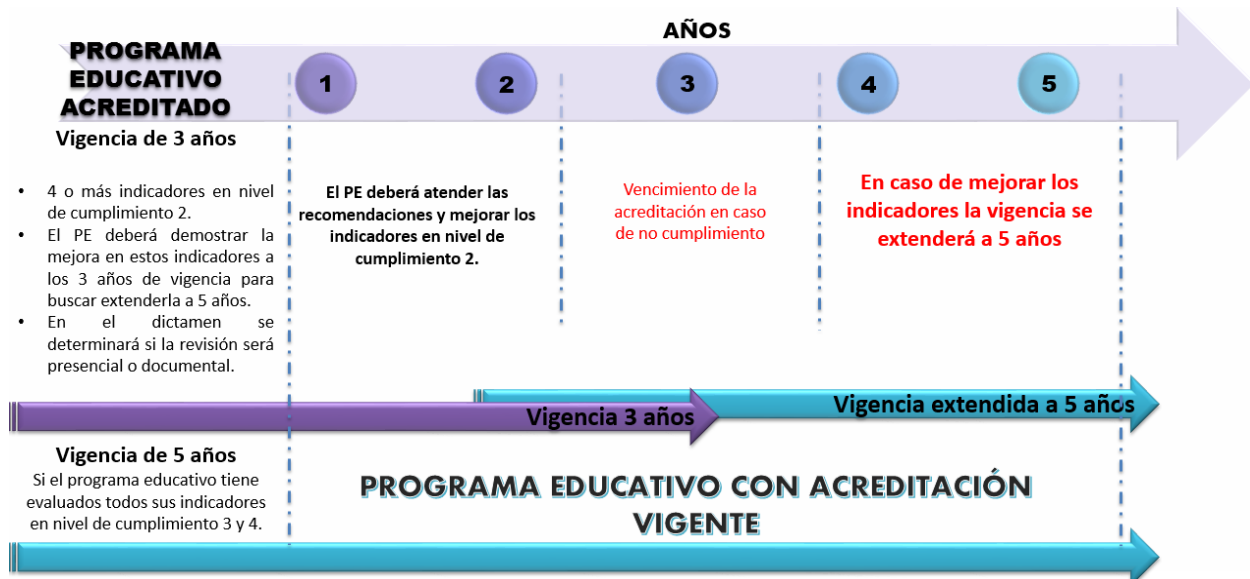 AÑOS
PROGRAMA
EDUCATIVO
ACREDITADO
1
2
3
4
5
Vigencia de 3 años
• 4 o más indicadores en nivel
de cumplimiento 2.
• El PE deberá demostrar la
mejora en estos indicadores a
los 3 años de vigencia para
buscar extenderla a 5 años.
• En el dictamen se
determinará si la revisión será
presencial o documental.
El PE deberá atender las
recomendaciones y mejorar los
indicadores en nivel de
cumplimiento 2.
Vencimiento de la
acreditación en caso
de no cumplimiento
En caso de mejorar los
indicadores la vigencia se
extenderá a 5 años
Vigencia 3 años
Vigencia extendida a 5 años
Vigencia de 5 años
Si el programa educativo tiene
evaluados todos sus indicadores
en nivel de cumplimiento 3 y 4.
PROGRAMA EDUCATIVO CON ACREDITACIÓN
VIGENTE